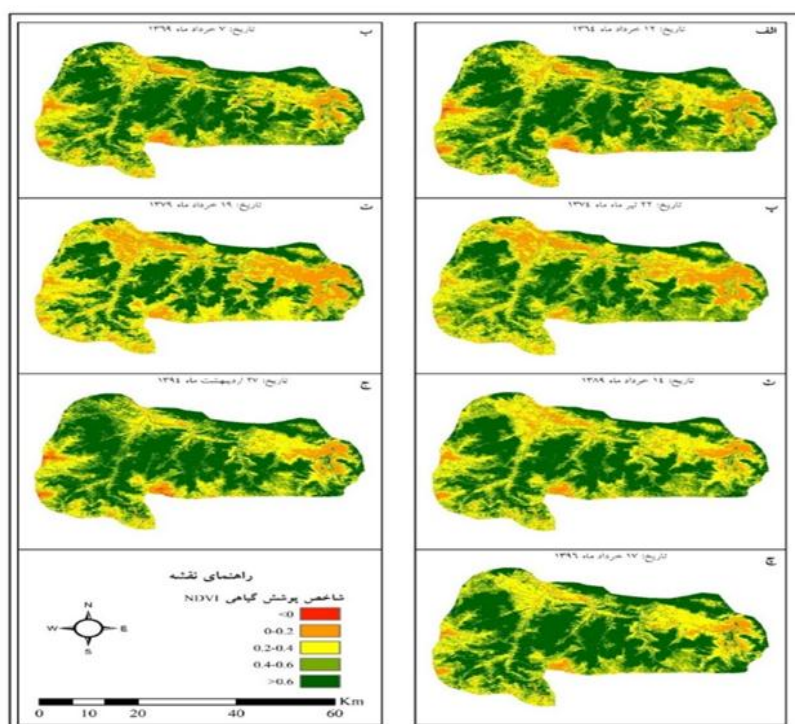 الف
تاریخ: ۱۲ خرداد ماه ۱۳۶۴
ب
تاریخ: ۷ خرداد ماه ۱۳۶۹
پ
تاریخ: ۲۲ تیر ماه ۱۳۷۴
ت
تاریخ: ۱۹ خرداد ماه ۱۳۷۹
ث
تاریخ: ۱۴ خرداد ماه ۱۳۸۹
ج
تاریخ: ۲۷ اردیبهشت ماه ۱۳۹۴
چ
تاریخ: ۱۷ خرداد ماه ۱۳۹۶
راهنمای نقشه
شاخص پوشش گیاهی NDVI
<0
0-0.2
0.2-0.4
0.4-0.6
>0.6
N
W E
S
Km
0 10 20 40 60